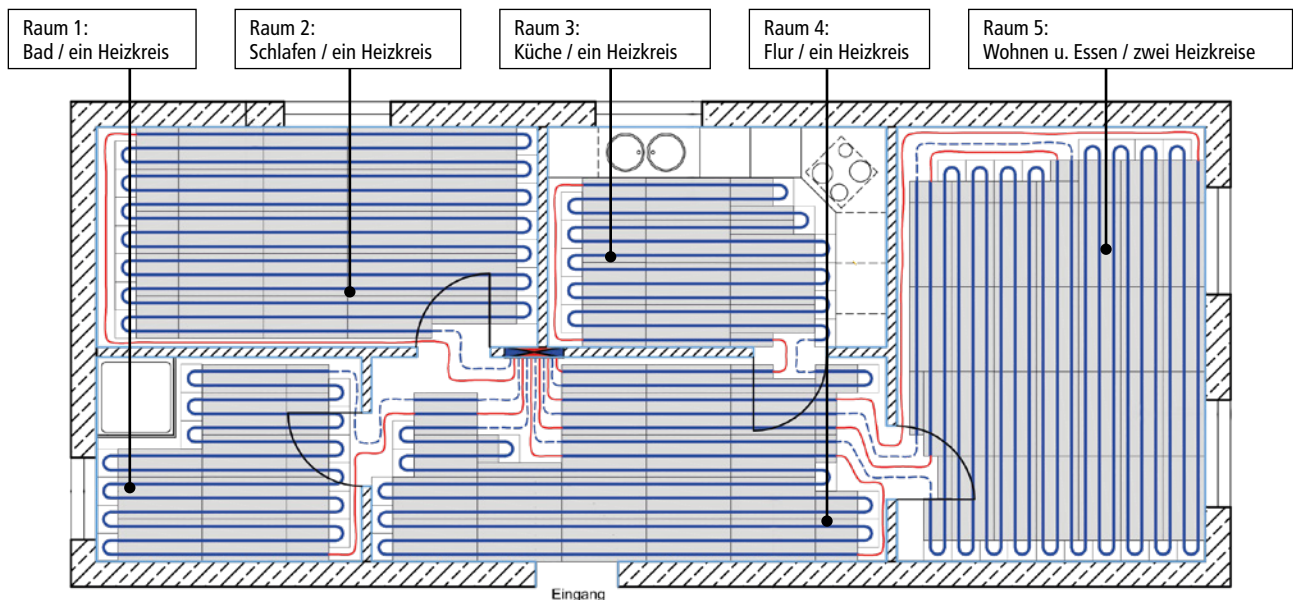 Raum 1:
Bad / ein Heizkreis
Raum 2:
Schlafen / ein Heizkreis
Raum 3:
Küche / ein Heizkreis
Raum 4:
Flur / ein Heizkreis
Raum 5:
Wohnen u. Essen / zwei Heizkreise
Eingang